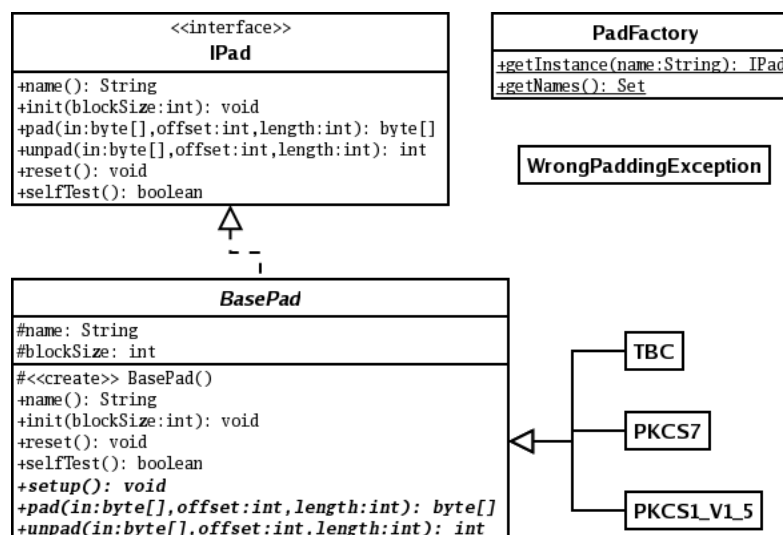 <<interface>>
IPad
+name(): String
+init(blockSize:int): void
+pad(in:byte[],offset:int,length:int): byte[]
+unpad(in:byte[],offset:int,length:int): int
+reset(): void
+selfTest(): boolean
PadFactory
+getInstance(name:String): IPad
+getNames(): Set
WrongPaddingException
BasePad
#name: String
#blockSize: int
#<<create>> BasePad()
+name(): String
+init(blockSize:int): void
+reset(): void
+selfTest(): boolean
+setup(): void
+pad(in:byte[],offset:int,length:int): byte[]
+unpad(in:byte[],offset:int,length:int): int
TBC
PKCS7
PKCS1_V1_5